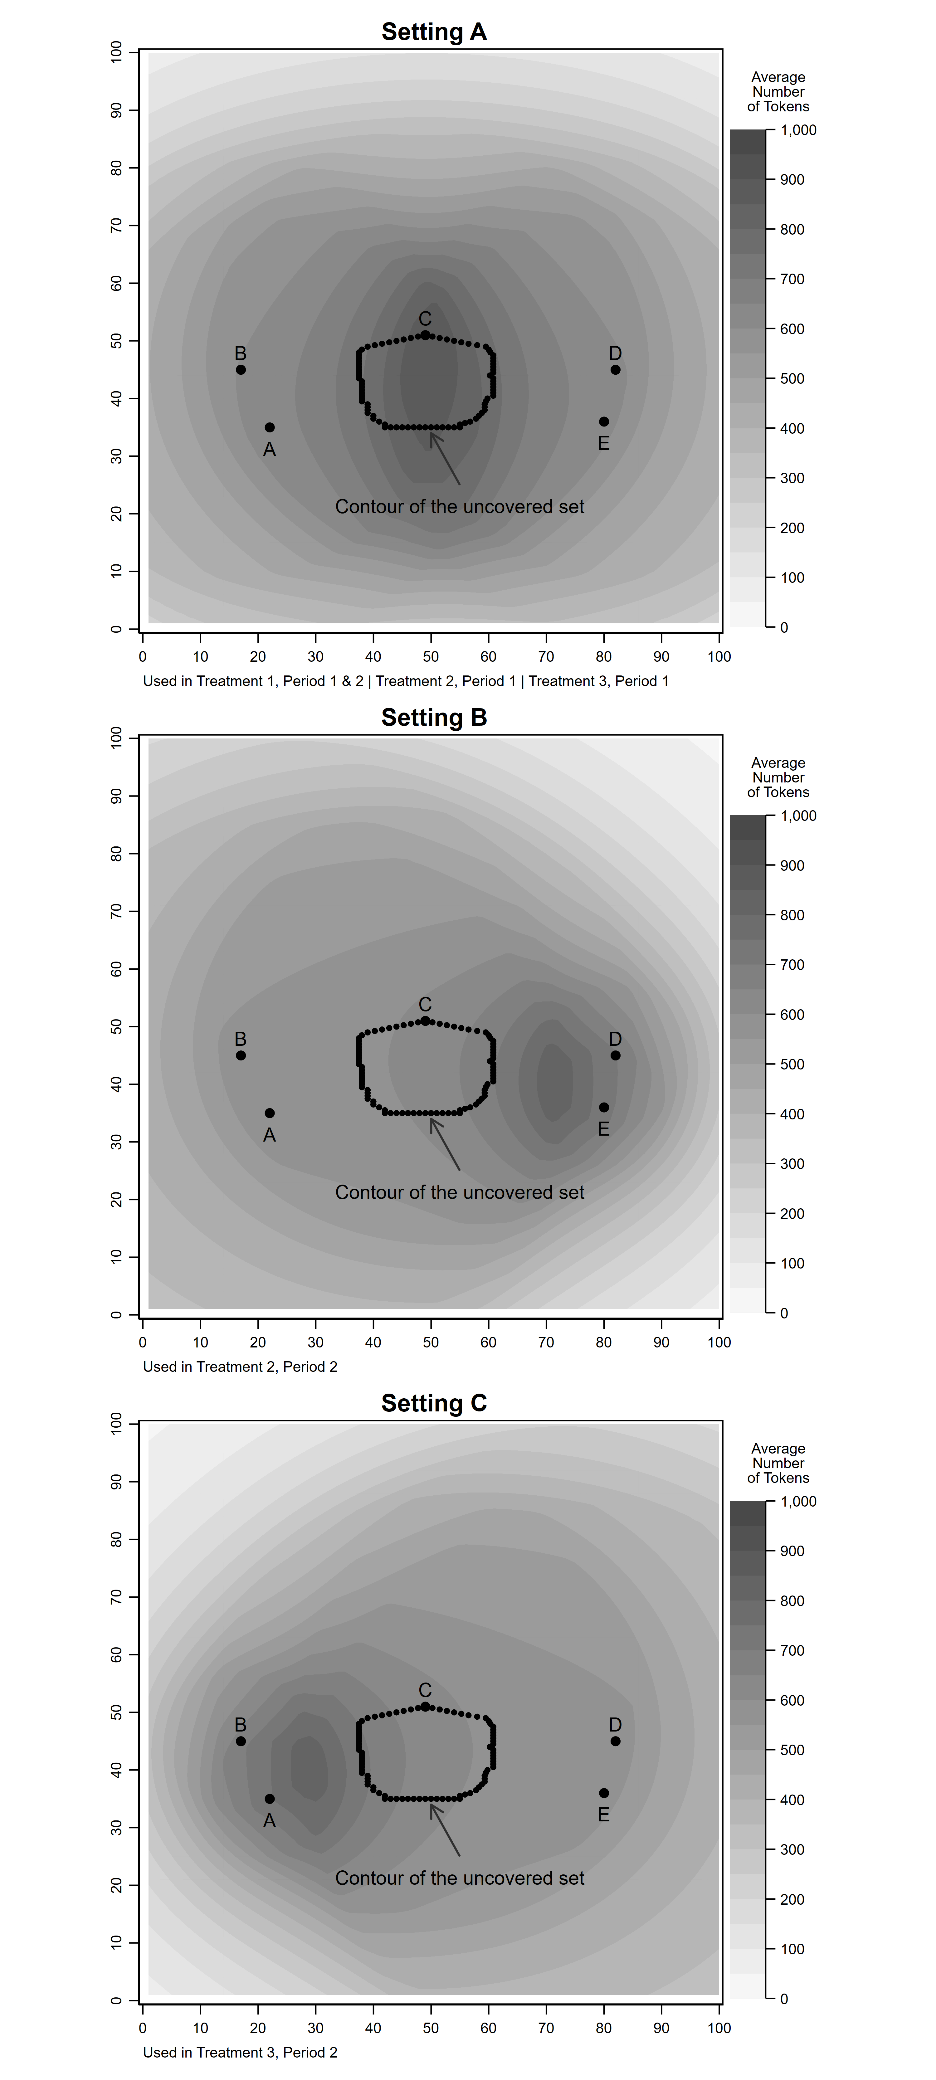 Setting A
Average
Number
of Tokens
1,000
900
800
700
600
500
400
300
200
100
0
100
90
80
70
60
50
40
30
20
10
0
C
B
D
A
E
Contour of the uncovered set
0 10 20 30 40 50 60 70 80 90 100
Used in Treatment 1, Period 1 & 2 | Treatment 2, Period 1 | Treatment 3, Period 1
Setting B
Average
Number
of Tokens
1,000
900
800
700
600
500
400
300
200
100
0
100
90
80
70
60
50
40
30
20
10
0
C
B
D
A
E
Contour of the uncovered set
0 10 20 30 40 50 60 70 80 90 100
Used in Treatment 2, Period 2
Setting C
Average
Number
of Tokens
1,000
900
800
700
600
500
400
300
200
100
0
100
90
80
70
60
50
40
30
20
10
0
C
B
D
A
E
Contour of the uncovered set
0 10 20 30 40 50 60 70 80 90 100
Used in Treatment 3, Period 2